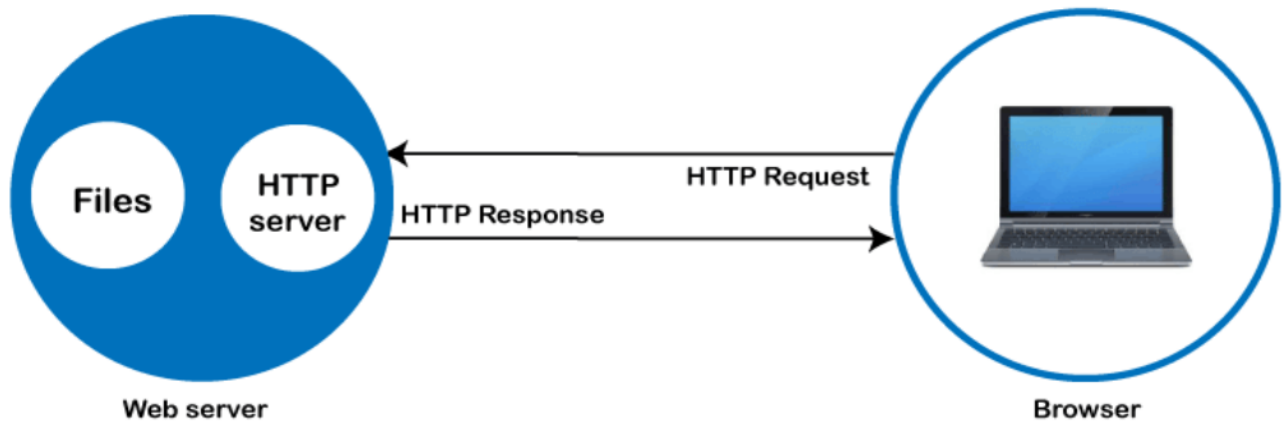 Files
HTTP
server
HTTP Request
HTTP Response
Web server
Browser